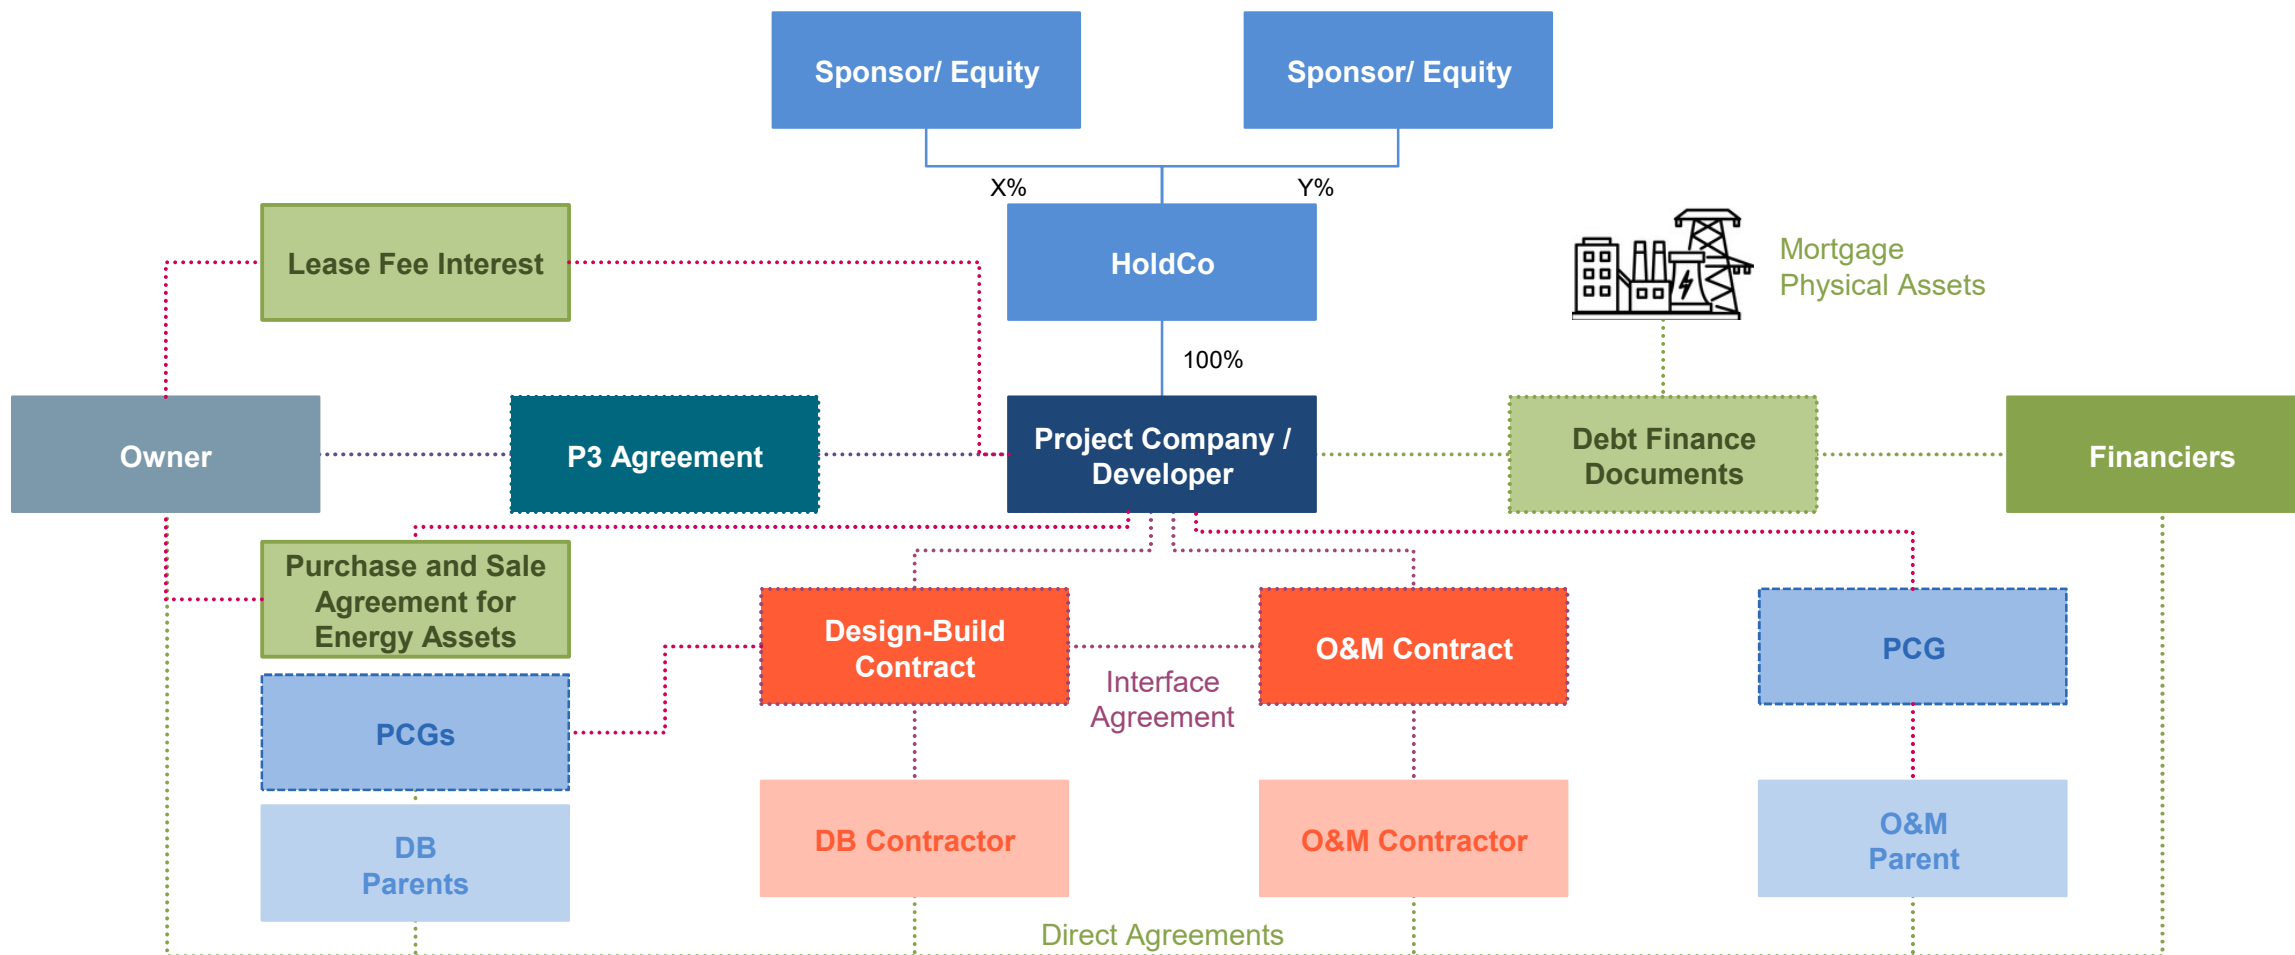 Sponsor/ Equity
Sponsor/ Equity
X%
Y%
Lease Fee Interest
HoldCo
Mortgage
Physical Assets
100%
Owner
P3 Agreement
Project Company /
Developer
Debt Finance
Documents
Financiers
Purchase and Sale
Agreement for
Energy Assets
Design-Build
Contract
O&M Contract
PCG
Interface
Agreement
PCGs
DB
Parents
DB Contractor
O&M Contractor
O&M
Parent
Direct Agreements